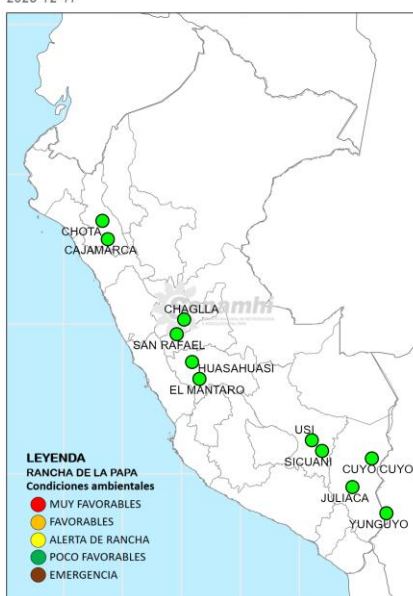 CHOTA
CAJAMARCA
Senamhi
CHAGLLA
SAN RAFAEL
HUASAHUASI
EL MANTARO
USI
SICUANI
CUYO CUYO
JULIACA
YUNGUYO
LEYENDA
RANCHA DE LA PAPA
Condiciones ambientales
MUY FAVORABLES
FAVORABLES
ALERTA DE RANCHA
POCO FAVORABLES
EMERGENCIA